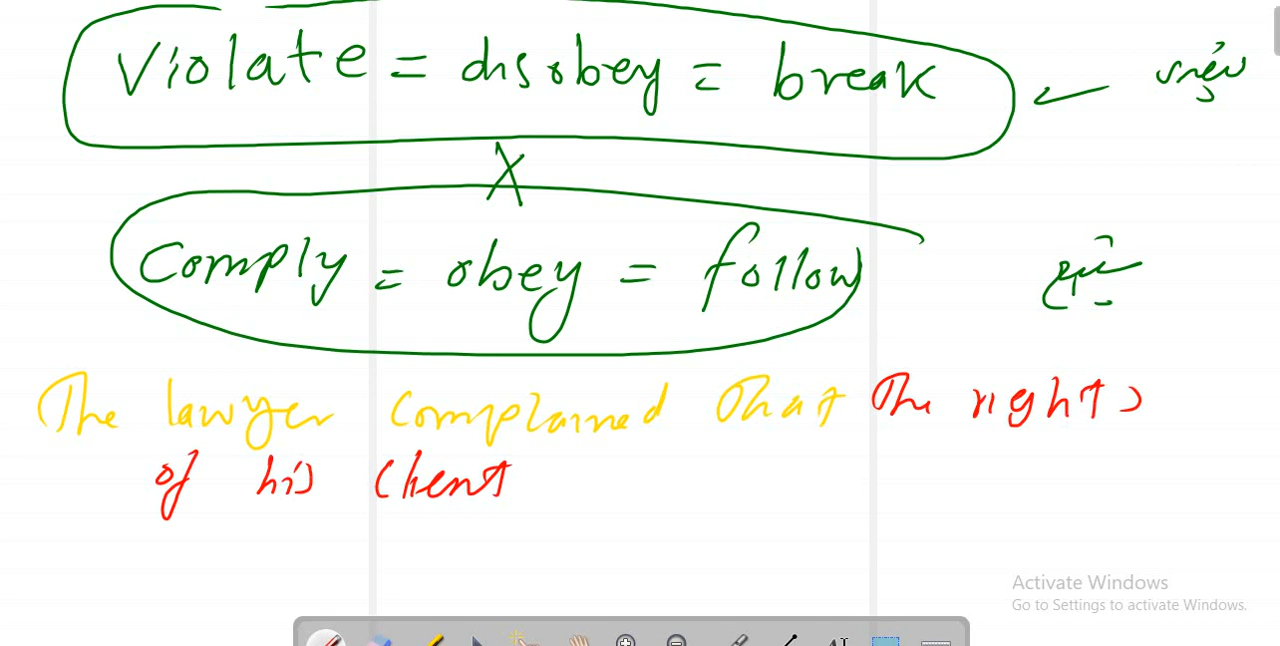 Violate = disobey = break
X
Comply = obey = follow يتبع
The lawyer complained that the rights
of his client
Activate Windows
Go to Settings to activate Windows.